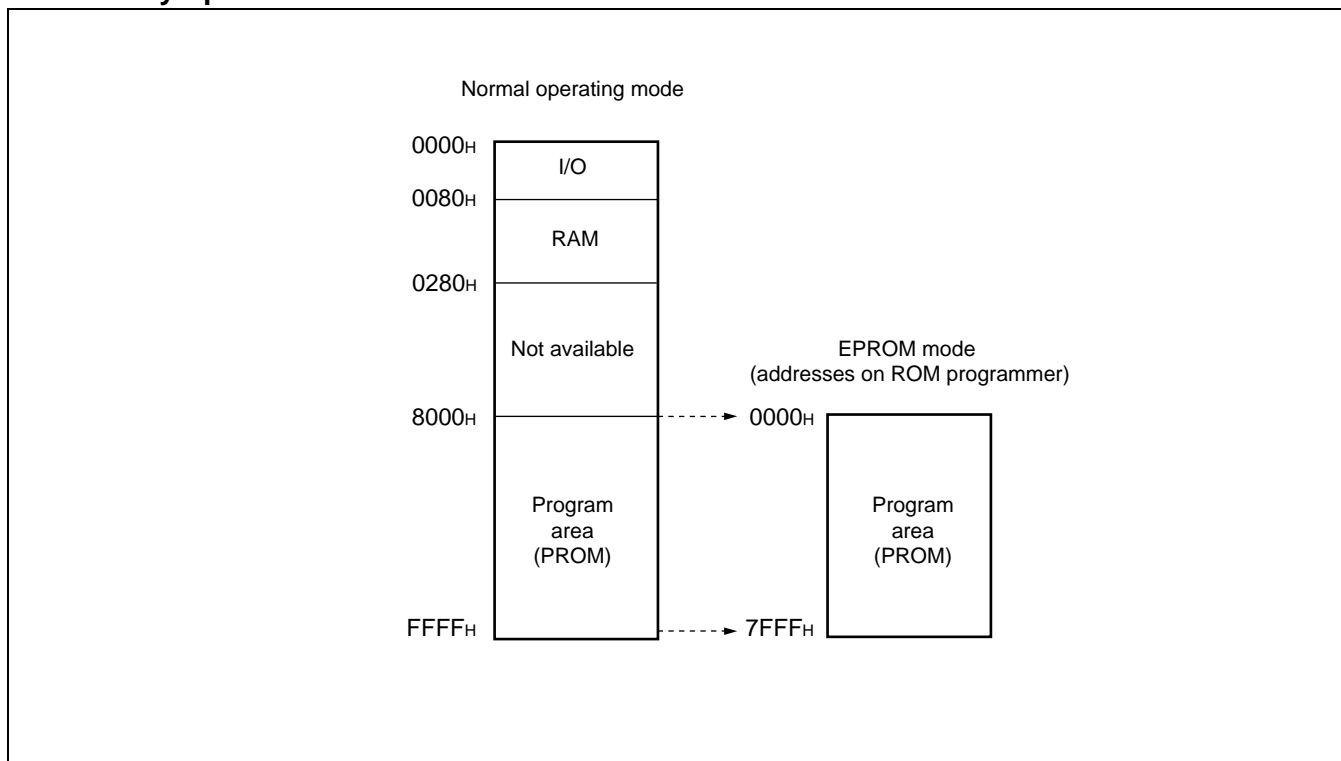 Normal operating mode
0000H
I/O
0080H
RAM
0280H
Not available
EPROM mode
(addresses on ROM programmer)
8000H
0000H
Program
area
(PROM)
Program
area
(PROM)
FFFFH
7FFFH